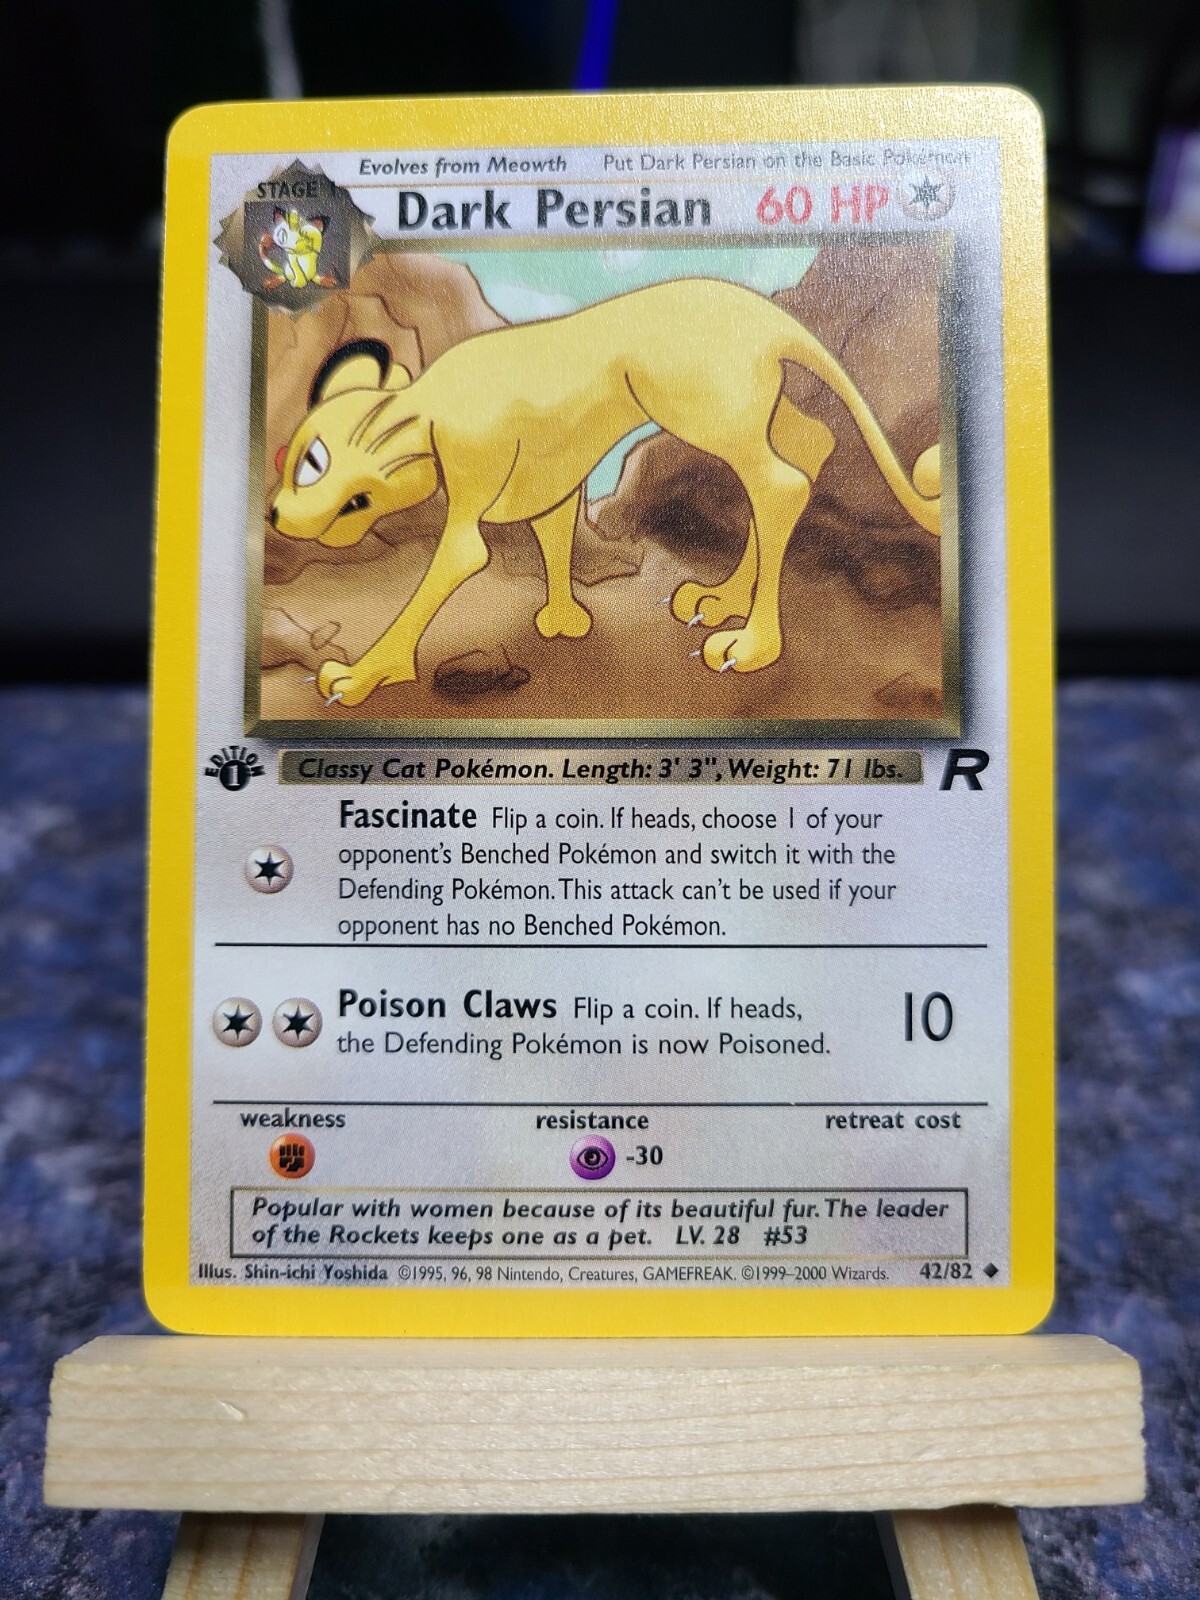 Evolves from Meowth Put Dark Persian on the Basic Pokémon
STAGE 1
Dark Persian 60 HP
EDITION
1
Classy Cat Pokémon. Length: 3' 3", Weight: 71 lbs.
R
Fascinate Flip a coin. If heads, choose 1 of your
opponent's Benched Pokémon and switch it with the
Defending Pokémon. This attack can't be used if your
opponent has no Benched Pokémon.
Poison Claws Flip a coin. If heads,
the Defending Pokémon is now Poisoned.
10
weakness resistance retreat cost
-30
Popular with women because of its beautiful fur. The leader
of the Rockets keeps one as a pet. LV. 28 #53
Illus. Shin-ichi Yoshida ©1995, 96, 98 Nintendo, Creatures, GAMEFREAK. ©1999–2000 Wizards. 42/82